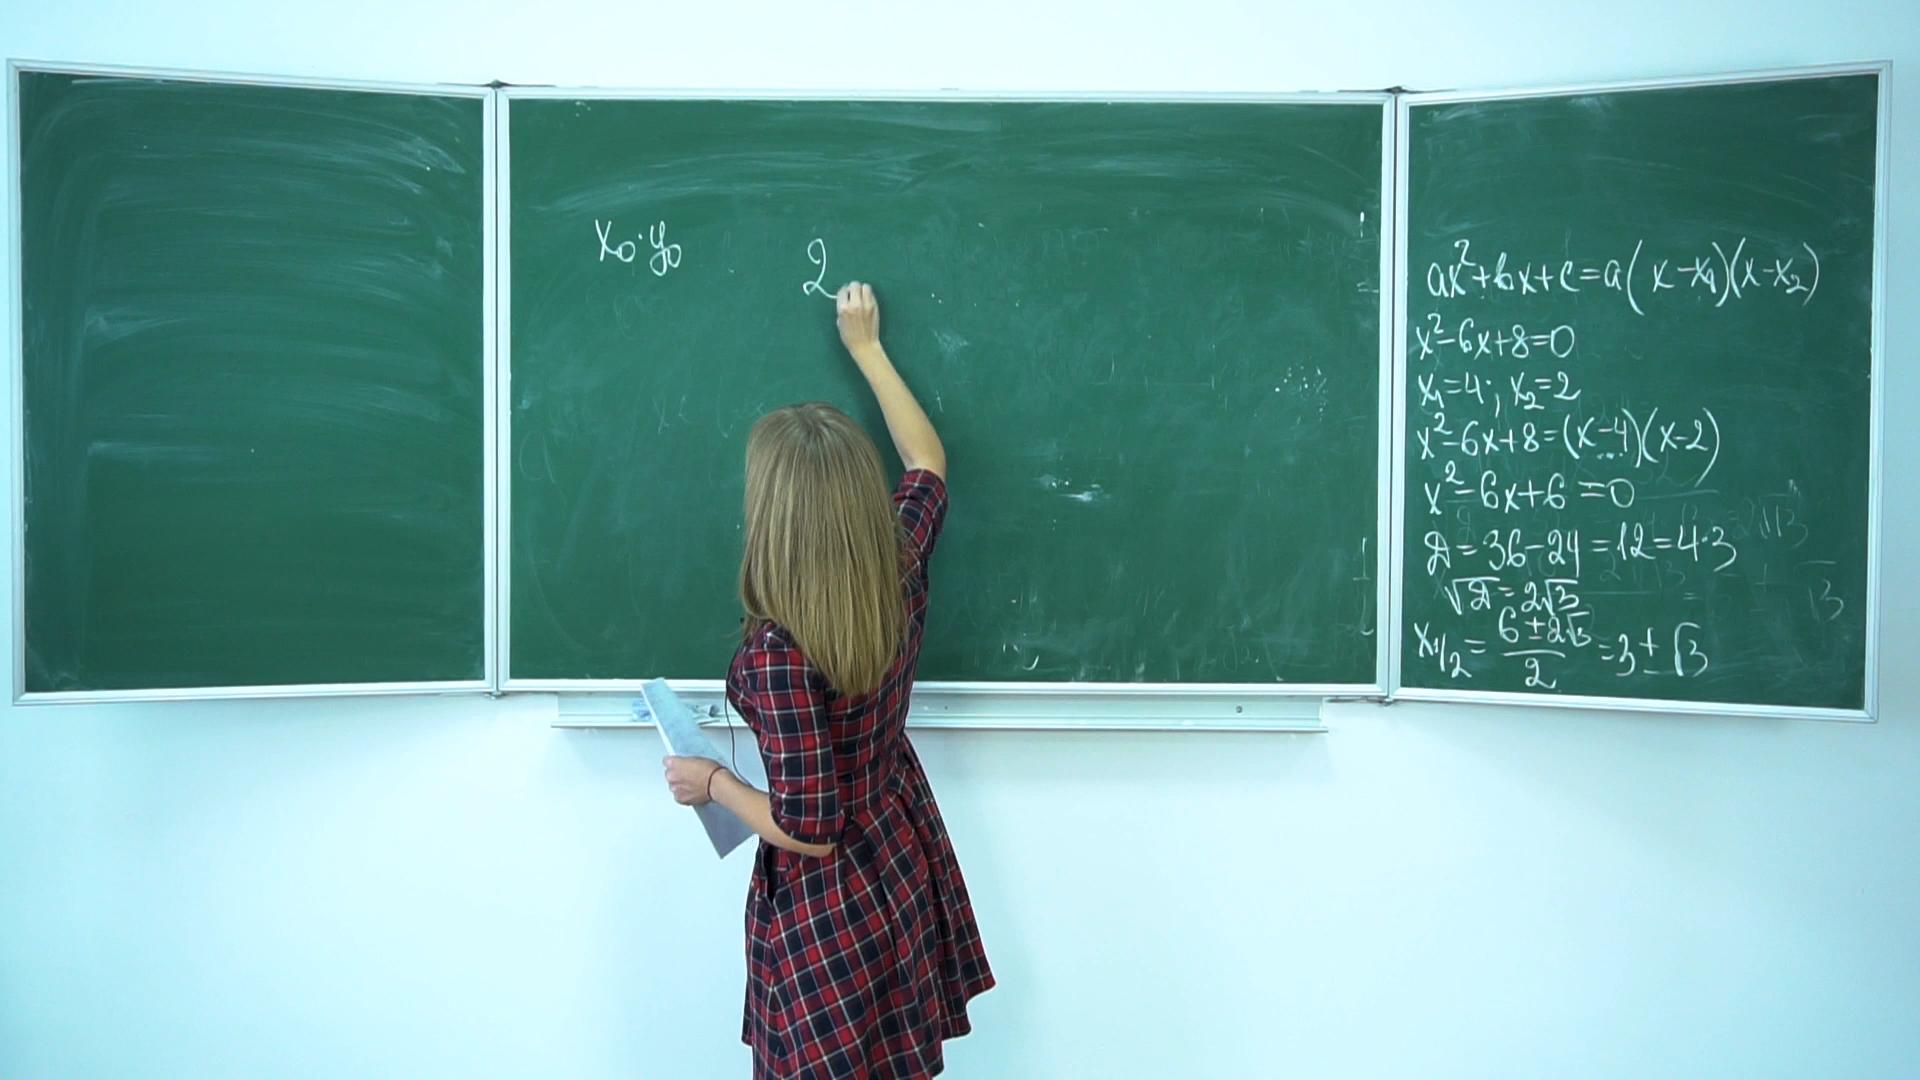 x₀·y₀ 2
ax²+bx+c=a(x-x₁)(x-x₂)
x²-6x+8=0
x₁=4; x₂=2
x²-6x+8=(x-4)(x-2)
x²-6x+6=0
D=36-24=12=4·3
√D=2√3
x₁/₂=(6±2√3)/2=3±√3